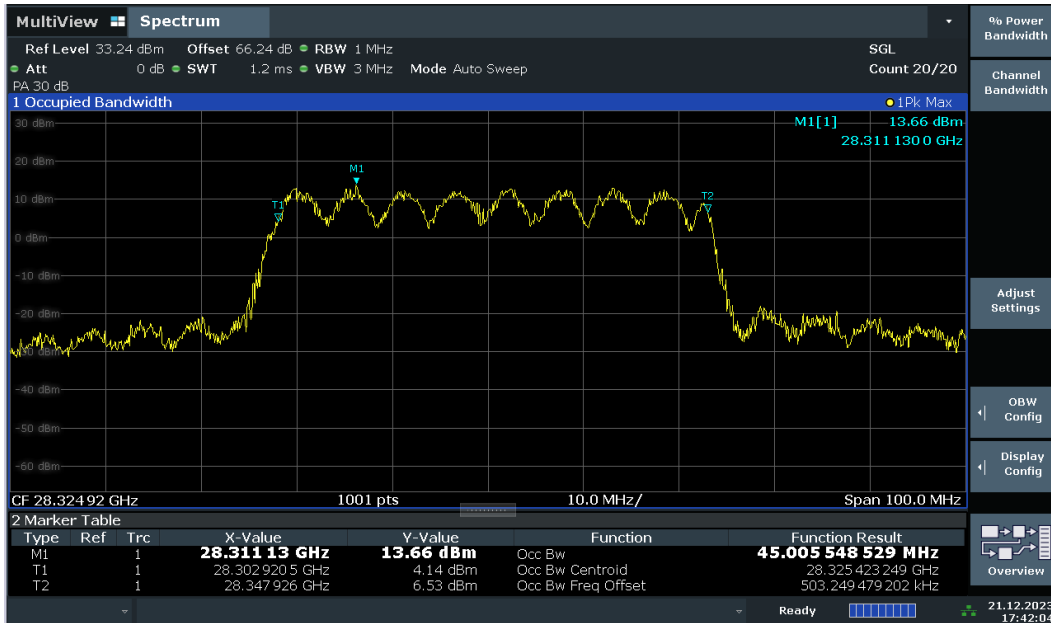 MultiView Spectrum
Ref Level 33.24 dBm Offset 66.24 dB RBW 1 MHz SGL
Att 0 dB SWT 1.2 ms VBW 3 MHz Mode Auto Sweep Count 20/20
PA 30 dB
1 Occupied Bandwidth 1Pk Max
M1[1] 13.66 dBm
28.311 130 0 GHz
30 dBm
20 dBm
M1
10 dBm
T1
T2
0 dBm
-10 dBm
-20 dBm
-30 dBm
-40 dBm
-50 dBm
-60 dBm
CF 28.324 92 GHz 1001 pts 10.0 MHz/ Span 100.0 MHz
2 Marker Table
Type Ref Trc X-Value Y-Value Function Function Result
M1 1 28.311 13 GHz 13.66 dBm Occ Bw 45.005 548 529 MHz
T1 1 28.302 920 5 GHz 4.14 dBm Occ Bw Centroid 28.325 423 249 GHz
T2 1 28.347 926 GHz 6.53 dBm Occ Bw Freq Offset 503.249 479 202 kHz
Ready
21.12.2023
17:42:04
% Power
Bandwidth
Channel
Bandwidth
Adjust
Settings
OBW
Config
Display
Config
Overview